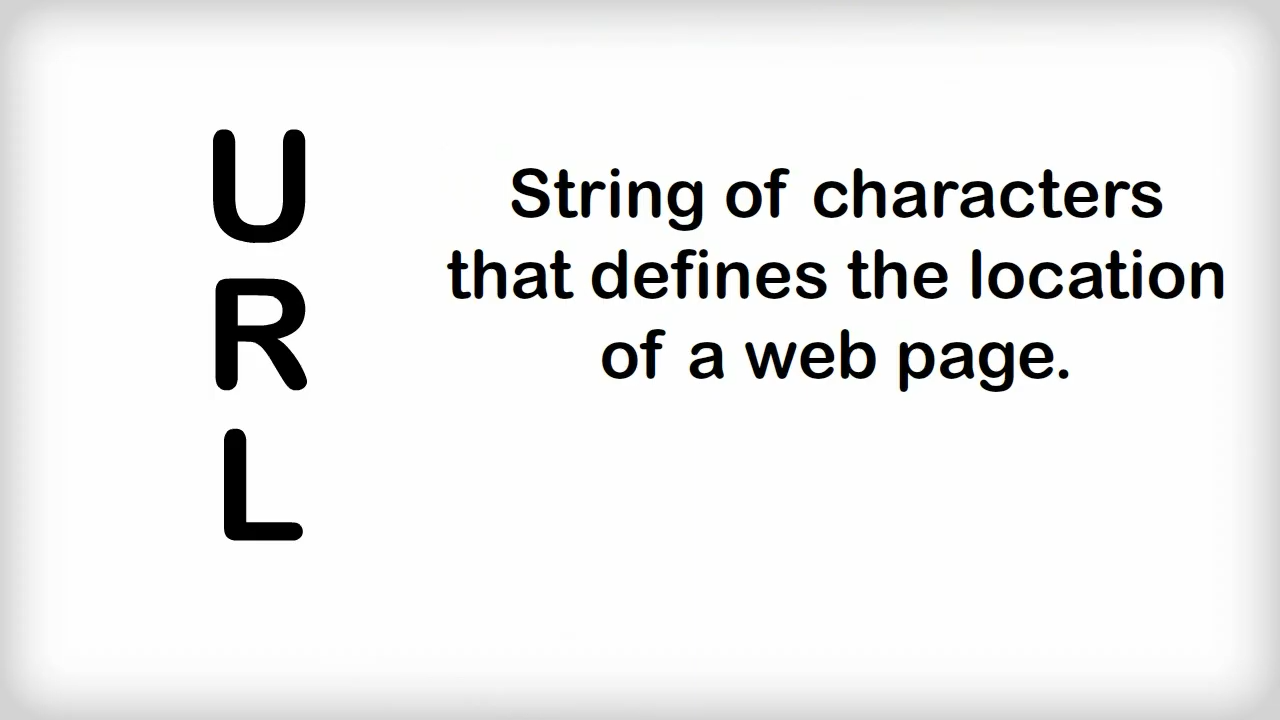 U
R
L
String of characters
that defines the location
of a web page.